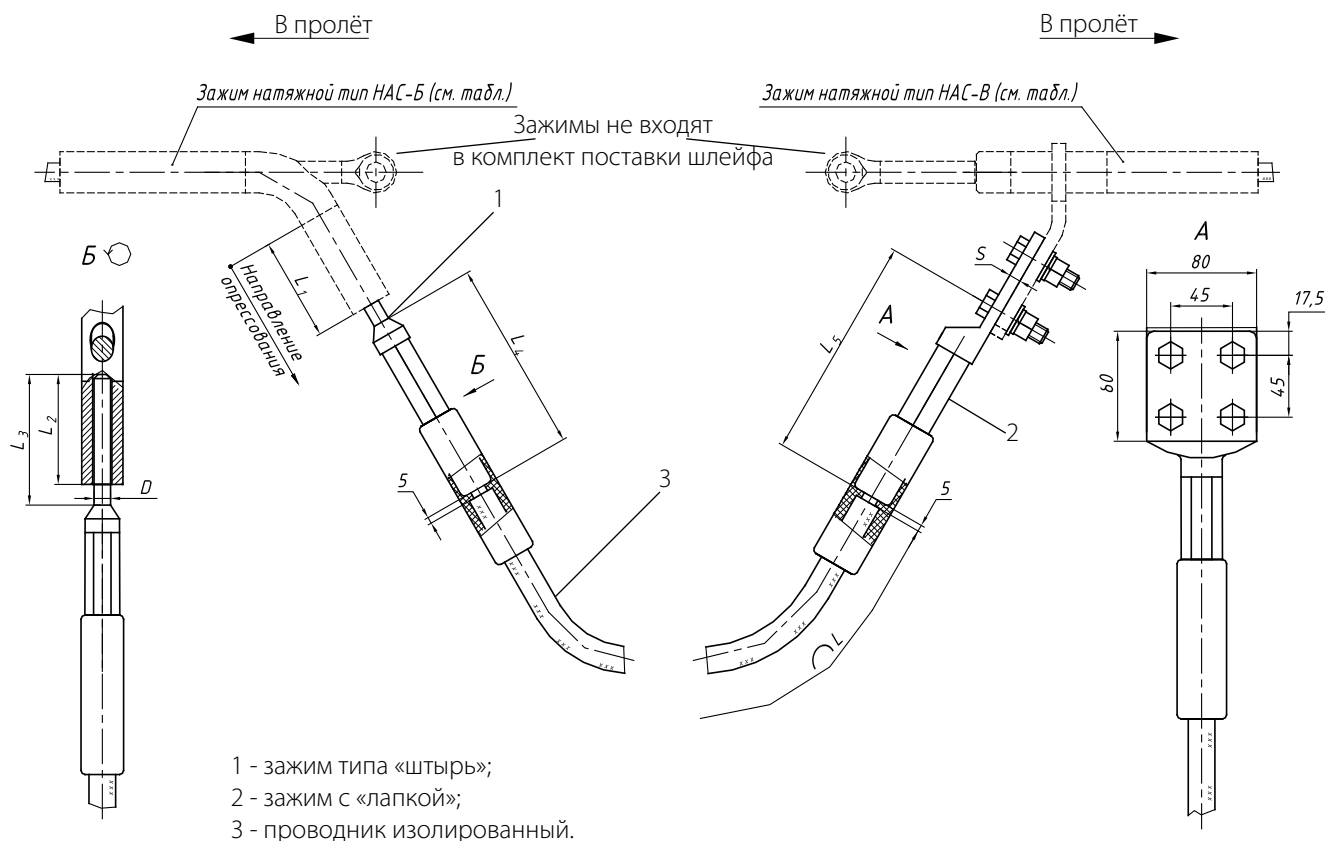 В пролёт
В пролёт
Зажим натяжной тип НАС-Б (см. табл.)
Зажим натяжной тип НАС-В (см. табл.)
Зажимы не входят
в комплект поставки шлейфа
1
Б
А
S
80
45
17,5
L1
Направление
опрессования
L4
Б
А
L5
60
45
L3
L2
D
2
5
3
5
L
1 - зажим типа «штырь»;
2 - зажим с «лапкой»;
3 - проводник изолированный.